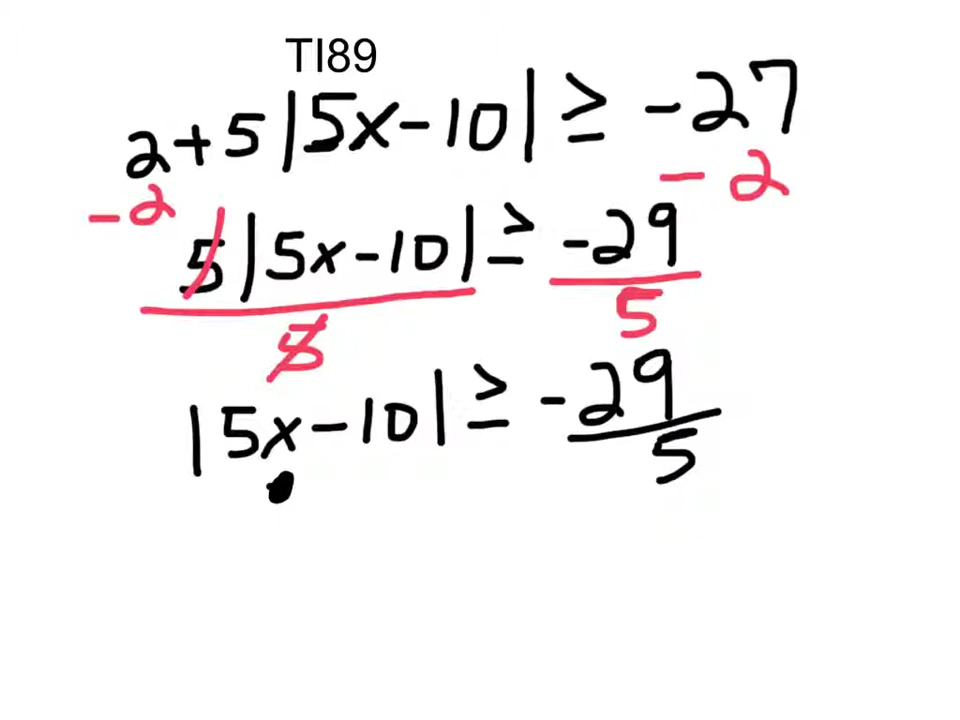 TI89
2+5|5x-10| ≥ -27
-2 -2
5|5x-10| ≥ -29
5 5
|5x-10| ≥ -29
5